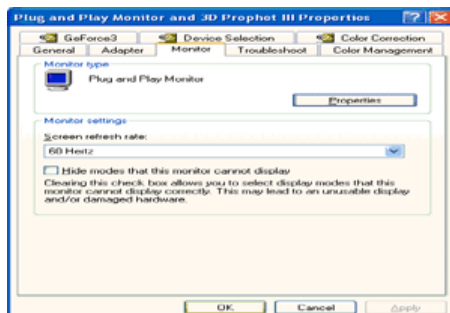 Plug and Play Monitor and 3D Prophet III Properties
GeForce3 Device Selection Color Correction
General Adapter Monitor Troubleshoot Color Management
Monitor type
Plug and Play Monitor
Properties
Monitor settings
Screen refresh rate:
60 Hertz
Hide modes that this monitor cannot display
Clearing this check box allows you to select display modes that this
monitor cannot display correctly. This may lead to an unusable display
and/or damaged hardware.
OK Cancel Apply